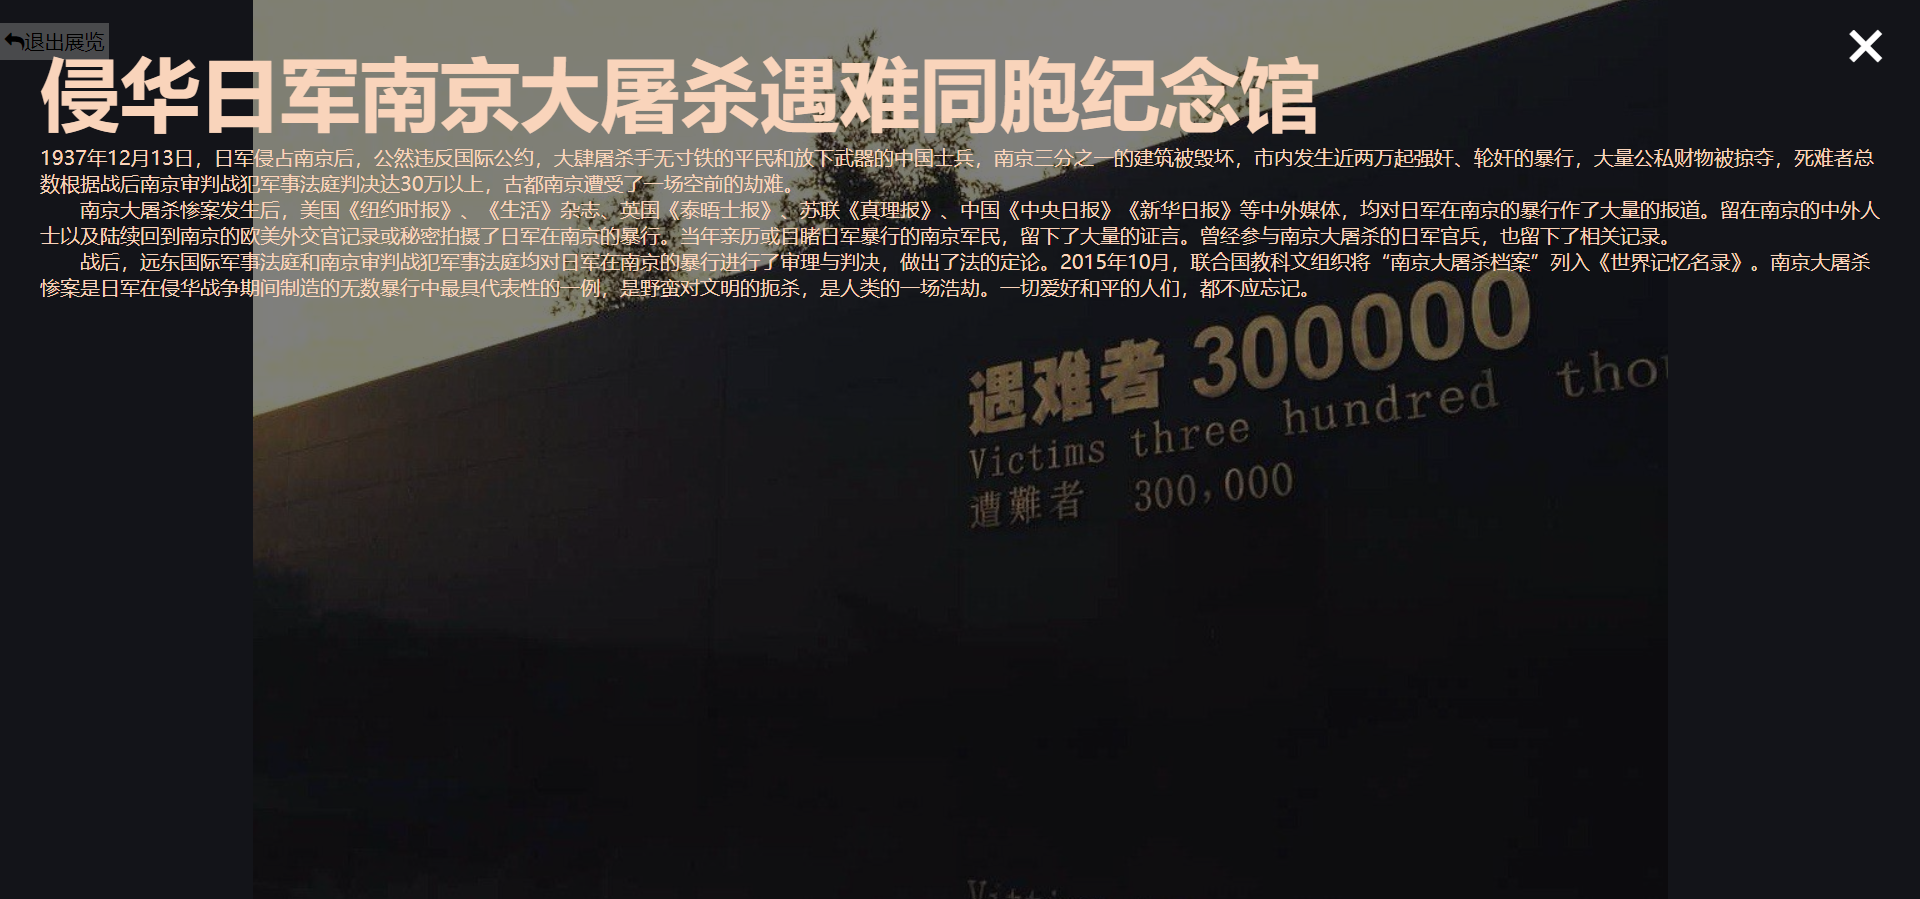 退出展览
侵华日军南京大屠杀遇难同胞纪念馆
1937年12月13日，日军侵占南京后，公然违反国际公约，大肆屠杀手无寸铁的平民和放下武器的中国士兵，南京三分之一的建筑被毁坏，市内发生近两万起强奸、轮奸的暴行，大量公私财物被掠夺，死难者总
数根据战后南京审判战犯军事法庭判决达30万以上，古都南京遭受了一场空前的劫难。
南京大屠杀惨案发生后，美国《纽约时报》、《生活》杂志、英国《泰晤士报》、苏联《真理报》、中国《中央日报》《新华日报》等中外媒体，均对日军在南京的暴行作了大量的报道。留在南京的中外人
士以及陆续回到南京的欧美外交官记录或秘密拍摄了日军在南京的暴行。当年亲历或目睹日军暴行的南京军民，留下了大量的证言。曾经参与南京大屠杀的日军官兵，也留下了相关记录。
战后，远东国际军事法庭和南京审判战犯军事法庭均对日军在南京的暴行进行了审理与判决，做出了法的定论。2015年10月，联合国教科文组织将“南京大屠杀档案”列入《世界记忆名录》。南京大屠杀
惨案是日军在侵华战争期间制造的无数暴行中最具代表性的一例，是野蛮对文明的扼杀，是人类的一场浩劫。一切爱好和平的人们，都不应忘记。
遇难者 300000
Victims three hundred thou
遭難者 300,000